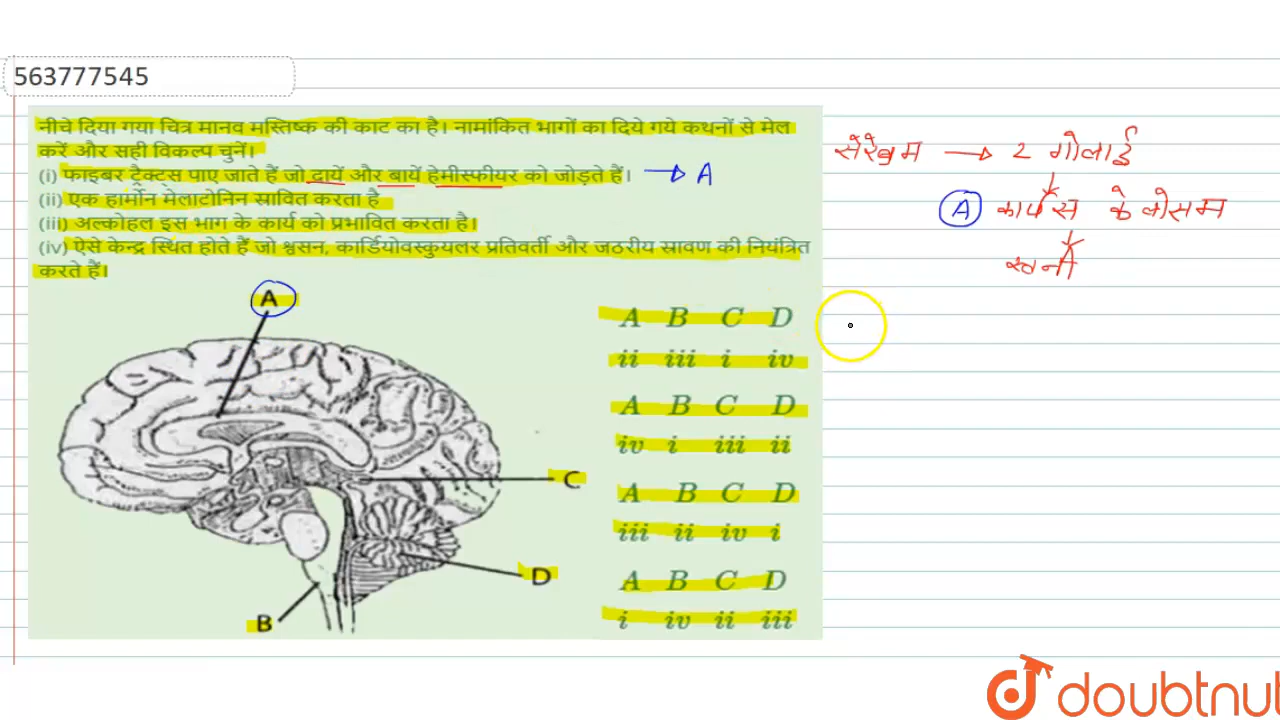 563777545
नीचे दिया गया चित्र मानव मस्तिष्क की काट का है। नामांकित भागों का दिये गये कथनों से मेल
करें और सही विकल्प चुनें।
(i) फाइबर ट्रैक्ट्स पाए जाते हैं जो दायें और बायें हेमीस्फीयर को जोड़ते हैं। → A
(ii) एक हार्मोन मेलाटोनिन स्रावित करता है
(iii) अल्कोहल इस भाग के कार्य को प्रभावित करता है।
(iv) ऐसे केन्द्र स्थित होते हैं जो श्वसन, कार्डियोवस्कुयलर प्रतिवर्ती और जठरीय स्रावण की नियंत्रित
करते हैं।
A
C
D
B
A B C D
ii iii i iv
A B C D
iv i iii ii
A B C D
iii ii iv i
A B C D
i iv ii iii
→ 2 गोलाई
A के लोसम
doubtnut